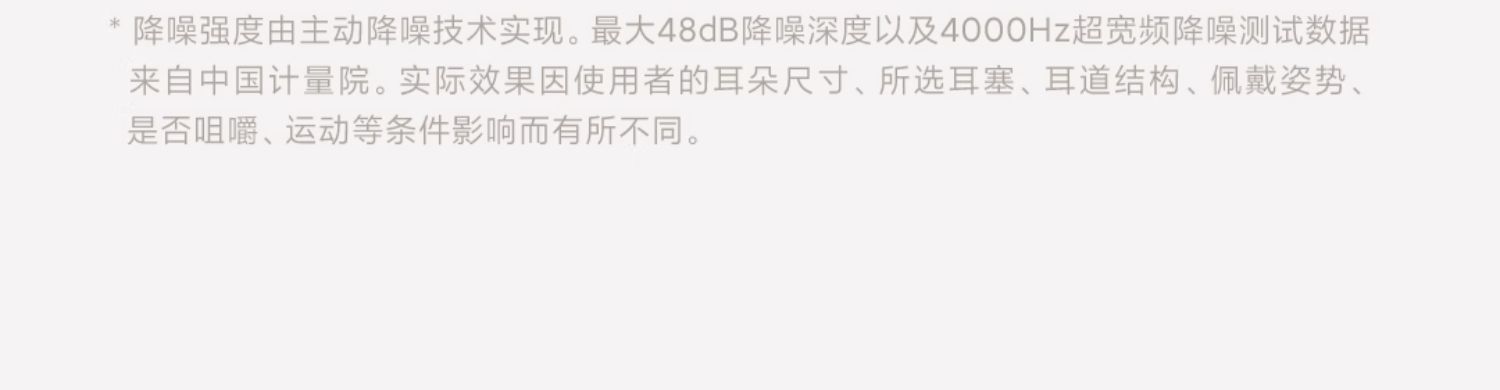 * 降噪强度由主动降噪技术实现。最大48dB降噪深度以及4000Hz超宽频降噪测试数据
来自中国计量院。实际效果因使用者的耳朵尺寸、所选耳塞、耳道结构、佩戴姿势、
是否咀嚼、运动等条件影响而有所不同。